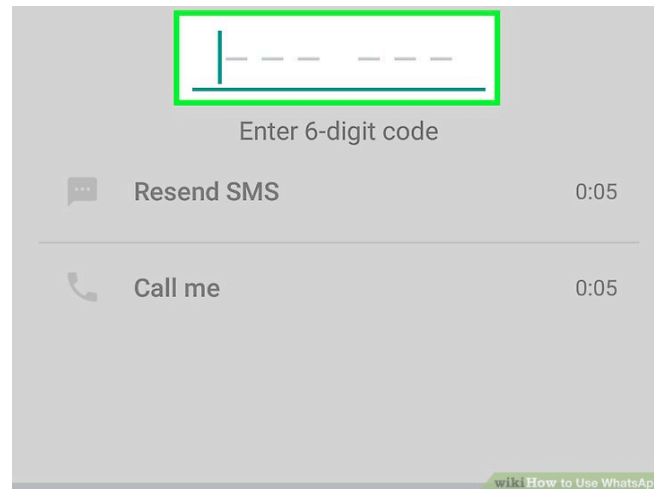 Enter 6-digit code
Resend SMS 0:05
Call me 0:05
wikiHow to Use WhatsAp